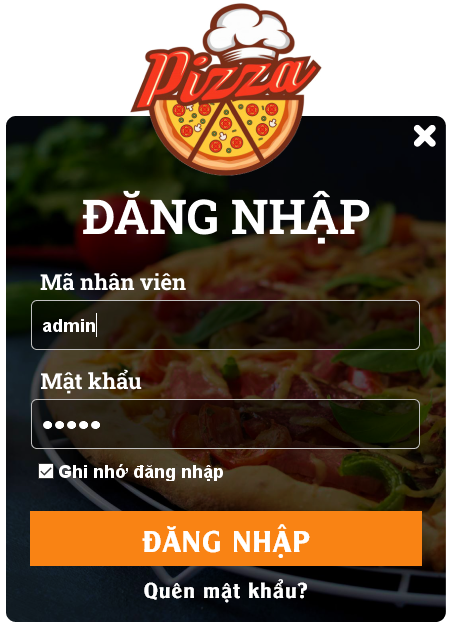 Pizza
ĐĂNG NHẬP
Mã nhân viên
admin
Mật khẩu
•••••
Ghi nhớ đăng nhập
ĐĂNG NHẬP
Quên mật khẩu?